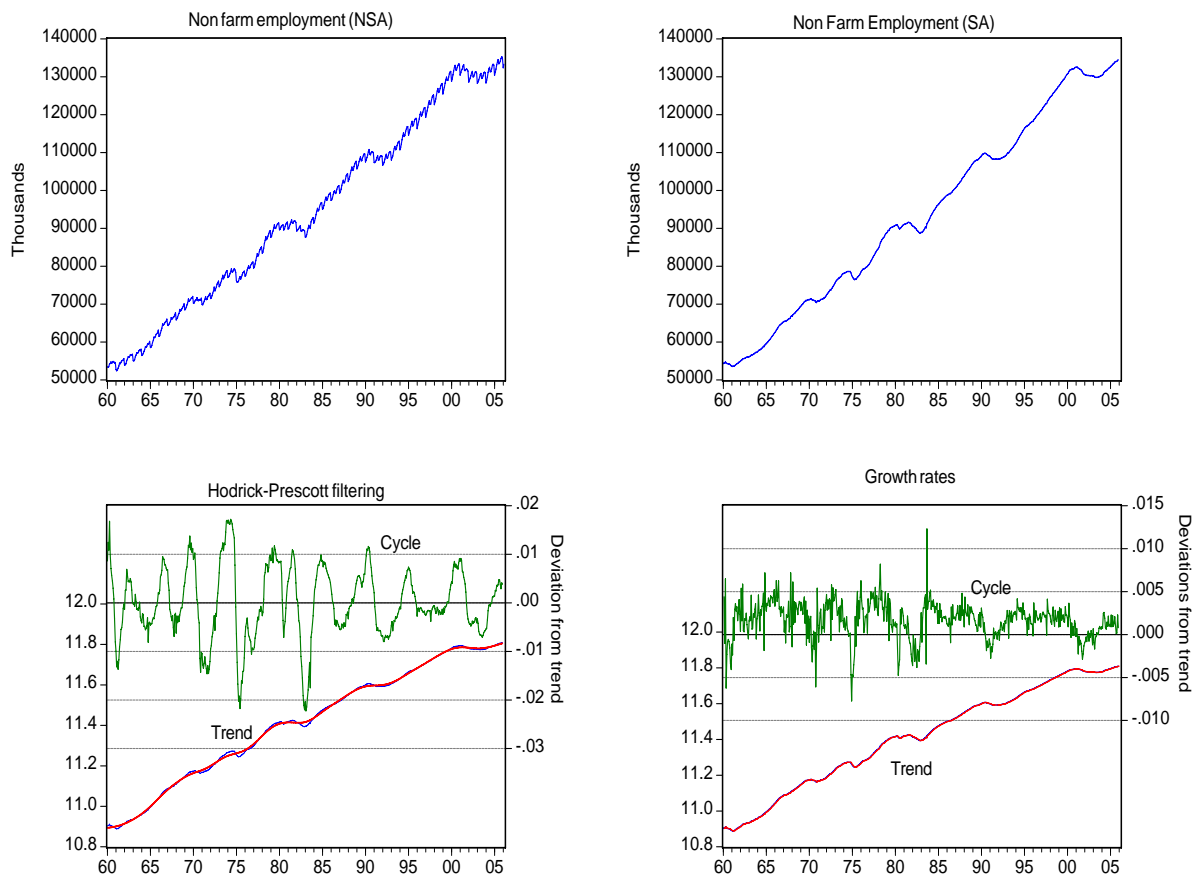 Non farm employment (NSA)
140000
130000
120000
110000
100000
90000
80000
70000
60000
50000
Thousands
60 65 70 75 80 85 90 95 00 05
Non Farm Employment (SA)
140000
130000
120000
110000
100000
90000
80000
70000
60000
50000
Thousands
60 65 70 75 80 85 90 95 00 05
Hodrick-Prescott filtering
12.0
11.8
11.6
11.4
11.2
11.0
10.8
.02
.01
.00
-.01
-.02
-.03
Deviation from trend
Cycle
Trend
60 65 70 75 80 85 90 95 00 05
Growth rates
12.0
11.8
11.6
11.4
11.2
11.0
10.8
.015
.010
.005
.000
-.005
-.010
Deviations from trend
Cycle
Trend
60 65 70 75 80 85 90 95 00 05